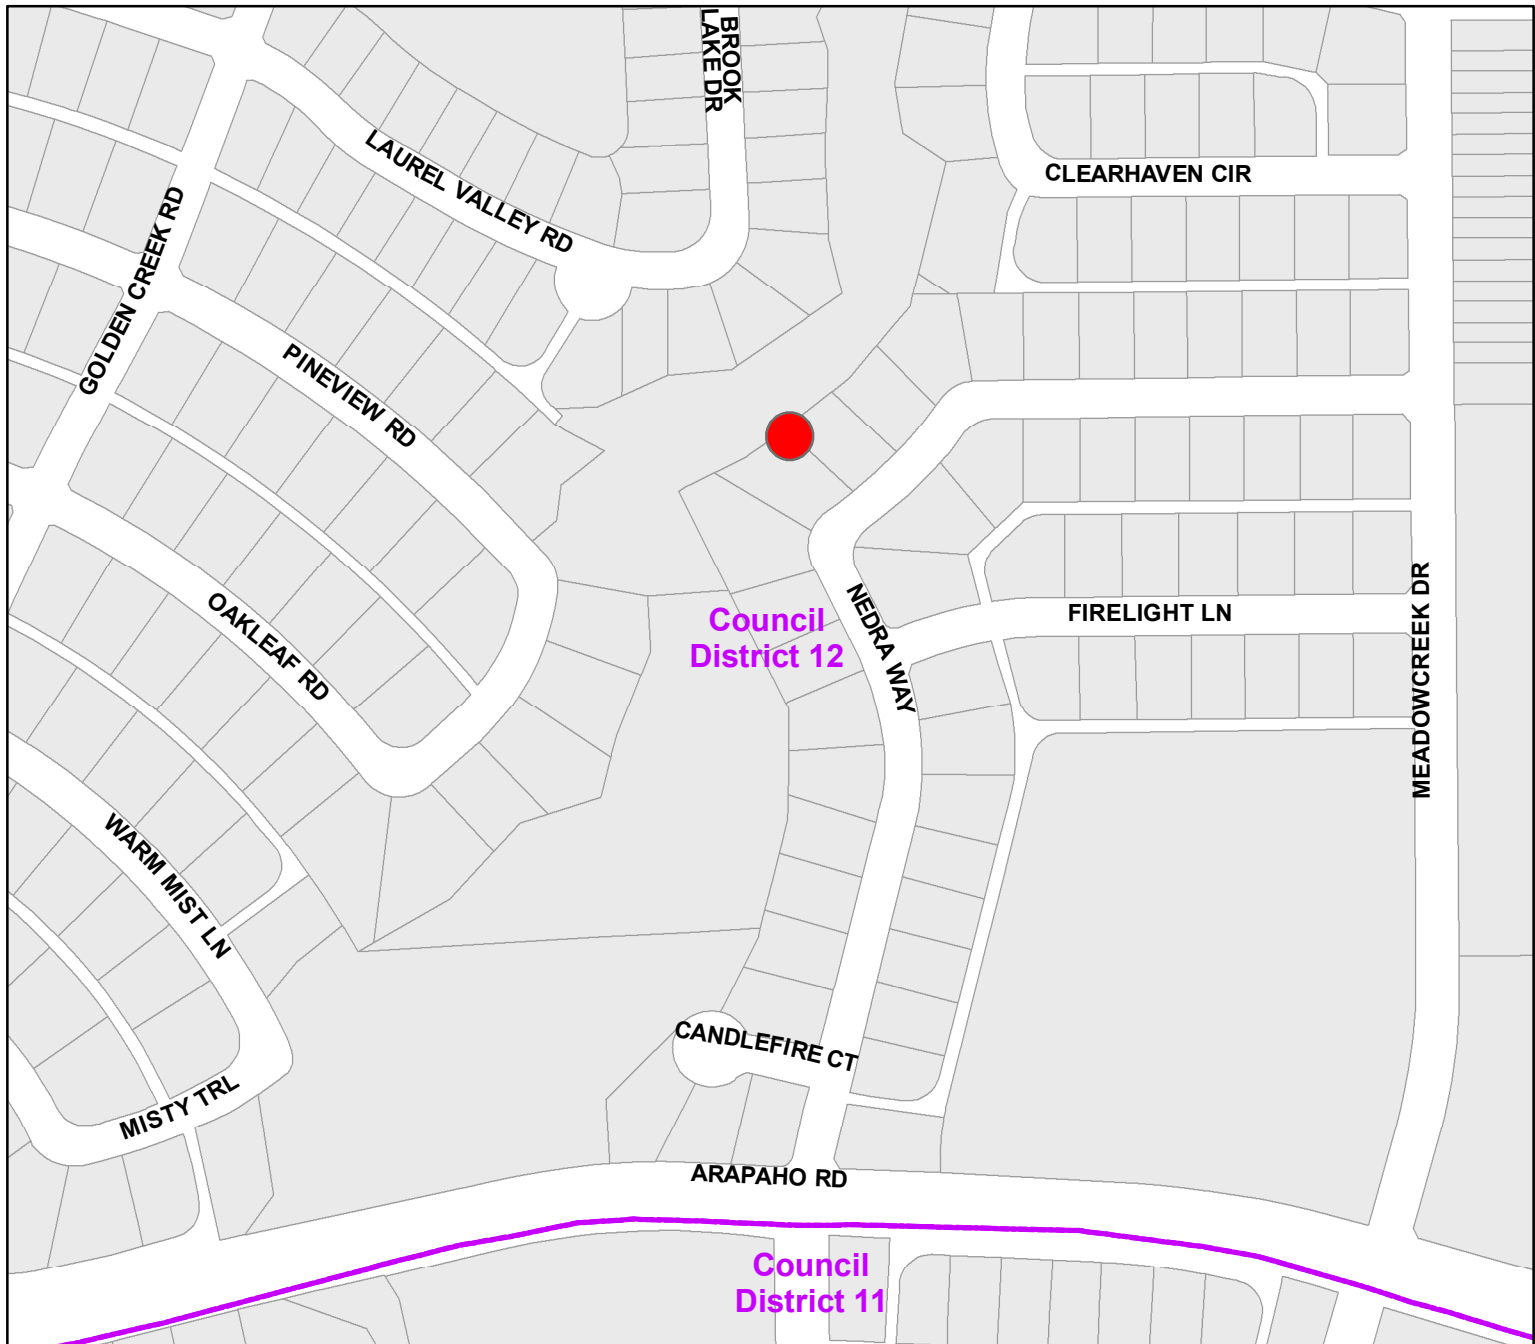 BROOK
LAKE DR
LAUREL VALLEY RD
CLEARHAVEN CIR
GOLDEN CREEK RD
PINEVIEW RD
OAKLEAF RD
NEDRA WAY
FIRELIGHT LN
Council
District 12
MEADOWCREEK DR
WARM MIST LN
CANDLEFIRE CT
MISTY TRL
ARAPAHO RD
Council
District 11